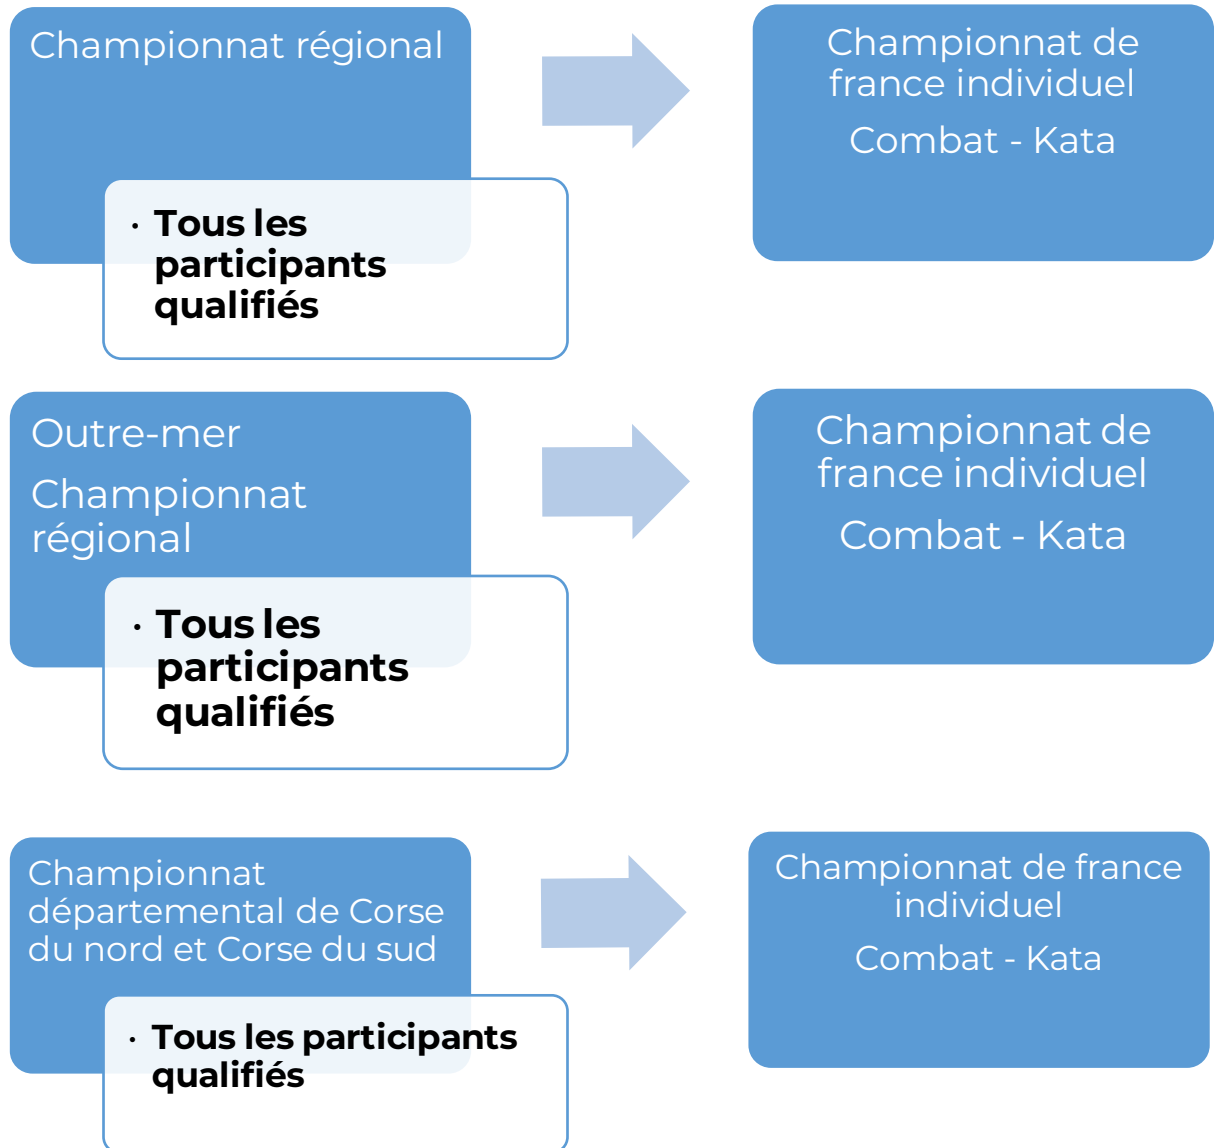 Championnat régional
· Tous les
participants
qualifiés
Championnat de
france individuel
Combat - Kata
Outre-mer
Championnat
régional
· Tous les
participants
qualifiés
Championnat de
france individuel
Combat - Kata
Championnat
départemental de Corse
du nord et Corse du sud
· Tous les participants
qualifiés
Championnat de france
individuel
Combat - Kata